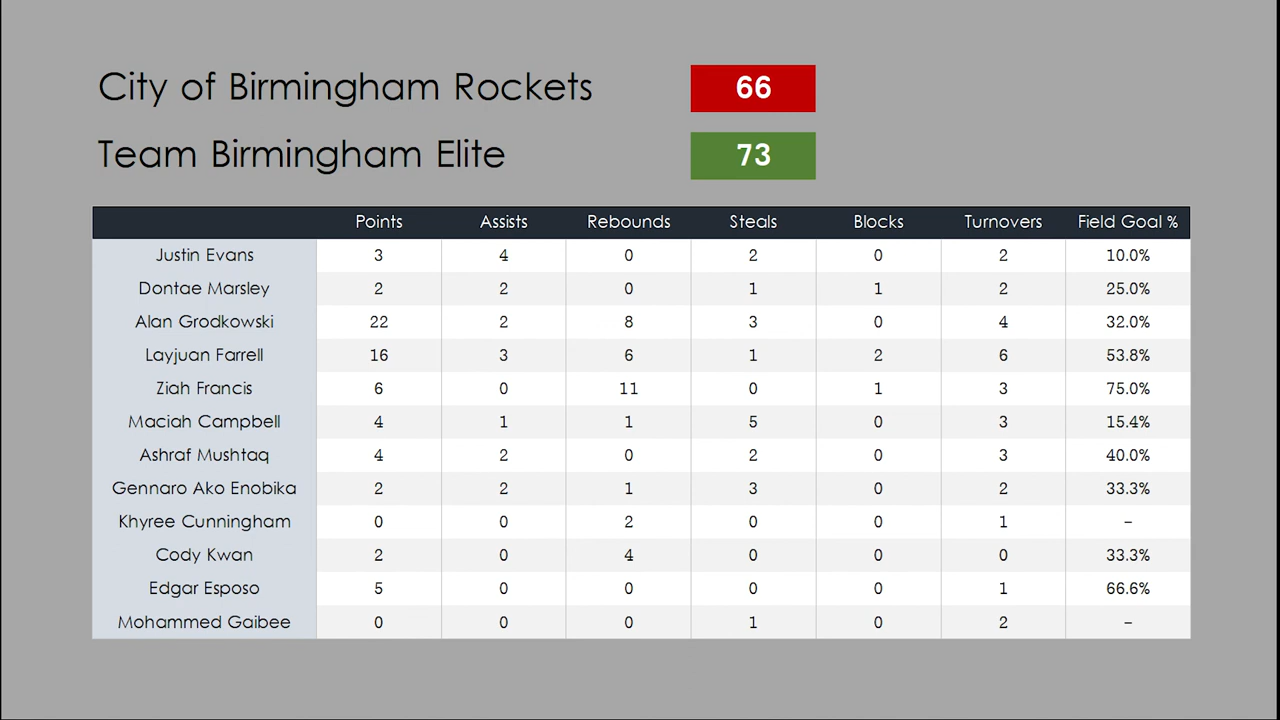 City of Birmingham Rockets 66
Team Birmingham Elite 73
Points Assists Rebounds Steals Blocks Turnovers Field Goal %
Justin Evans 3 4 0 2 0 2 10.0%
Dontae Marsley 2 2 0 1 1 2 25.0%
Alan Grodkowski 22 2 8 3 0 4 32.0%
Layjuan Farrell 16 3 6 1 2 6 53.8%
Ziah Francis 6 0 11 0 1 3 75.0%
Maciah Campbell 4 1 1 5 0 3 15.4%
Ashraf Mushtaq 4 2 0 2 0 3 40.0%
Gennaro Ako Enobika 2 2 1 3 0 2 33.3%
Khyree Cunningham 0 0 2 0 0 1 –
Cody Kwan 2 0 4 0 0 0 33.3%
Edgar Esposo 5 0 0 0 0 1 66.6%
Mohammed Gaibee 0 0 0 1 0 2 –